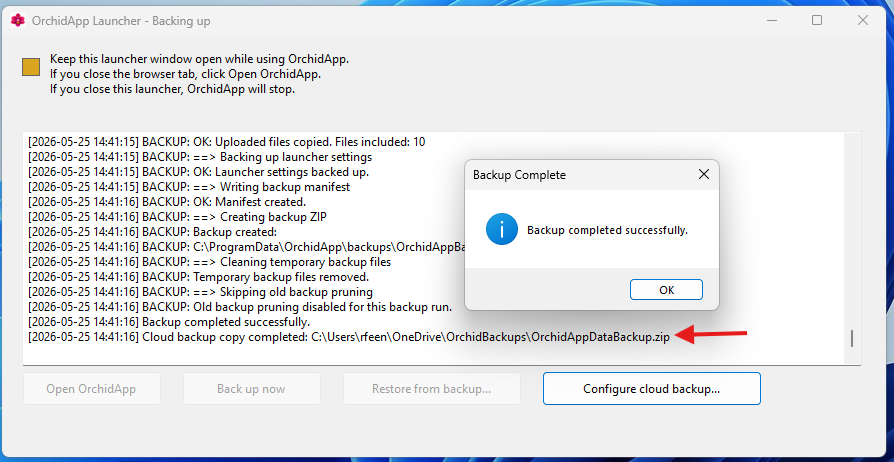 OrchidApp Launcher - Backing up
Keep this launcher window open while using OrchidApp.
If you close the browser tab, click Open OrchidApp.
If you close this launcher, OrchidApp will stop.
[2026-05-25 14:41:15] BACKUP: OK: Uploaded files copied. Files included: 10
[2026-05-25 14:41:15] BACKUP: ==> Backing up launcher settings
[2026-05-25 14:41:15] BACKUP: OK: Launcher settings backed up.
[2026-05-25 14:41:15] BACKUP: ==> Writing backup manifest
[2026-05-25 14:41:16] BACKUP: OK: Manifest created.
[2026-05-25 14:41:16] BACKUP: ==> Creating backup ZIP
[2026-05-25 14:41:16] BACKUP: Backup created:
[2026-05-25 14:41:16] BACKUP: C:\ProgramData\OrchidApp\backups\OrchidAppBa
[2026-05-25 14:41:16] BACKUP: ==> Cleaning temporary backup files
[2026-05-25 14:41:16] BACKUP: Temporary backup files removed.
[2026-05-25 14:41:16] BACKUP: ==> Skipping old backup pruning
[2026-05-25 14:41:16] BACKUP: Old backup pruning disabled for this backup run.
[2026-05-25 14:41:16] Backup completed successfully.
[2026-05-25 14:41:16] Cloud backup copy completed: C:\Users\rfeen\OneDrive\OrchidBackups\OrchidAppDataBackup.zip
Backup Complete
Backup completed successfully.
OK
Open OrchidApp
Back up now
Restore from backup...
Configure cloud backup...